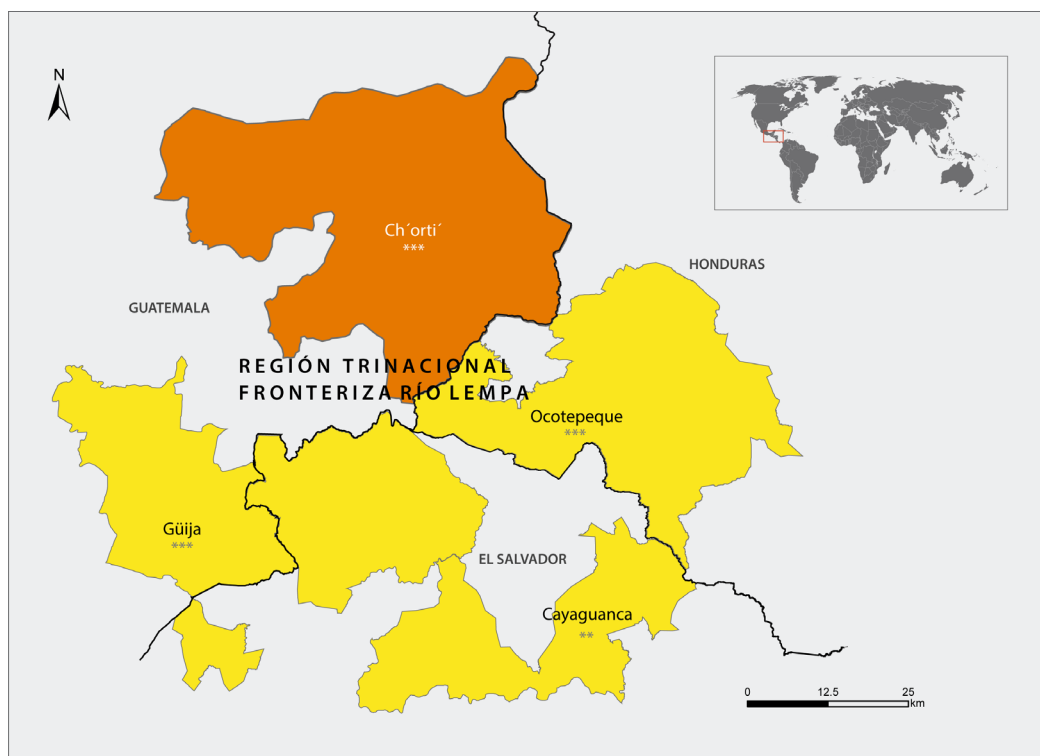 N
Ch´orti´
***
HONDURAS
GUATEMALA
REGIÓN TRINACIONAL
FRONTERIZA RÍO LEMPA
Ocotepeque
***
Güija
***
EL SALVADOR
Cayaguanca
**
0 12.5 25
km